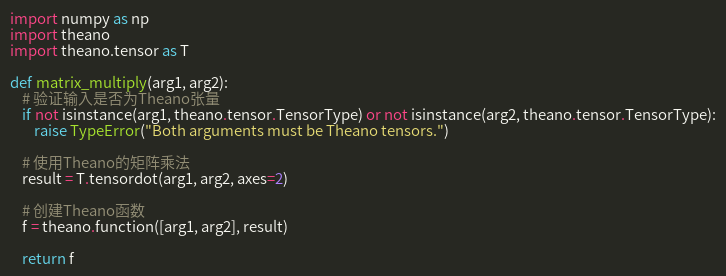 import numpy as np
import theano
import theano.tensor as T
def matrix_multiply(arg1, arg2):
# 验证输入是否为Theano张量
if not isinstance(arg1, theano.tensor.TensorType) or not isinstance(arg2, theano.tensor.TensorType):
raise TypeError("Both arguments must be Theano tensors.")
# 使用Theano的矩阵乘法
result = T.tensordot(arg1, arg2, axes=2)
# 创建Theano函数
f = theano.function([arg1, arg2], result)
return f